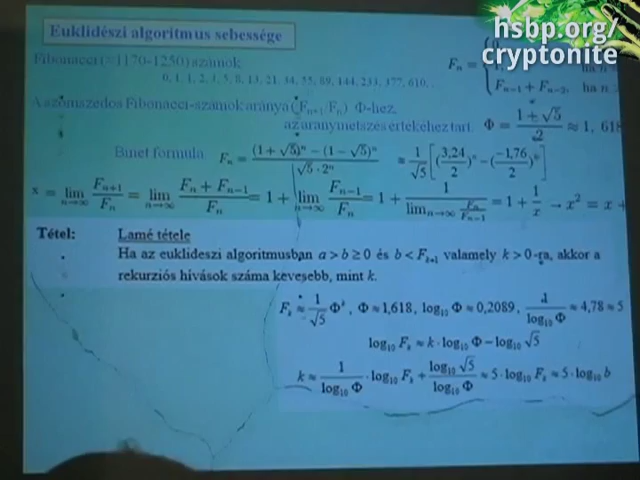 hsbp.org/
cryptonite
Euklidészi algoritmus sebessége
Fibonacci (≈1170-1250) számok
0, 1, 1, 2, 3, 5, 8, 13, 21, 34, 55, 89, 144, 233, 377, 610,
A szomszédos Fibonacci-számok aránya (Fₙ₊₁/Fₙ) Φ-hez,
az aranymetszés értékéhez tart. Φ = (1+√5)/2 ≈ 1, 618
Binet formula: Fₙ = ((1+√5)ⁿ − (1−√5)ⁿ)/(√5·2ⁿ) ≈ 1/√5[(3,24/2)ⁿ − (−1,76/2)ⁿ]
x = lim n→∞ Fₙ₊₁/Fₙ = lim n→∞ (Fₙ + Fₙ₋₁)/Fₙ = 1 + lim n→∞ Fₙ₋₁/Fₙ = 1 + 1/(lim n→∞ Fₙ/Fₙ₋₁) = 1 + 1/x → x² = x +
Tétel: Lamé tétele
Ha az euklideszi algoritmusban a > b ≥ 0 és b < Fₖ₊₁ valamely k > 0-ra, akkor a
rekurziós hívások száma kevesebb, mint k.
Fₖ ≈ 1/√5 Φᵏ, Φ ≈ 1,618, log₁₀ Φ ≈ 0,2089, 1/log₁₀ Φ ≈ 4,78 ≈ 5
log₁₀ Fₖ ≈ k·log₁₀ Φ − log₁₀ √5
k ≈ 1/log₁₀ Φ · log₁₀ Fₖ + log₁₀ √5/log₁₀ Φ ≈ 5·log₁₀ Fₖ ≈ 5·log₁₀ b